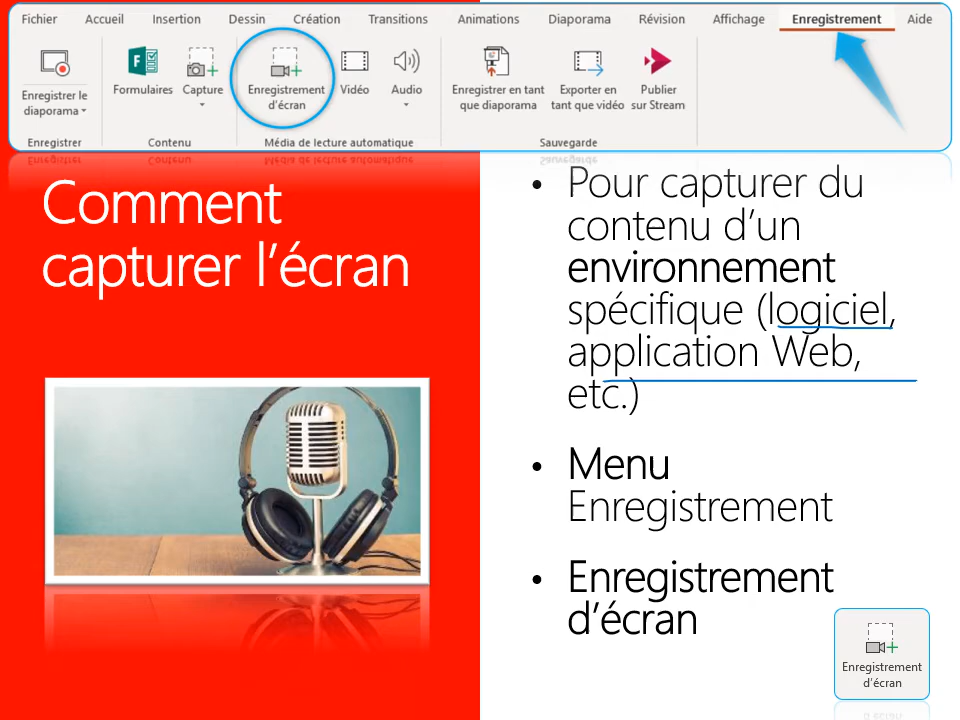 Fichier Accueil Insertion Dessin Création Transitions Animations Diaporama Révision Affichage Enregistrement Aide
Enregistrer le
diaporama
Formulaires
Capture
Enregistrement
d'écran
Vidéo
Audio
Enregistrer en tant
que diaporama
Exporter en
tant que vidéo
Publier
sur Stream
Enregistrer Contenu Média de lecture automatique Sauvegarde
Comment
capturer l'écran
• Pour capturer du
contenu d'un
environnement
spécifique (logiciel,
application Web,
etc.)
• Menu
Enregistrement
• Enregistrement
d'écran
Enregistrement
d'écran